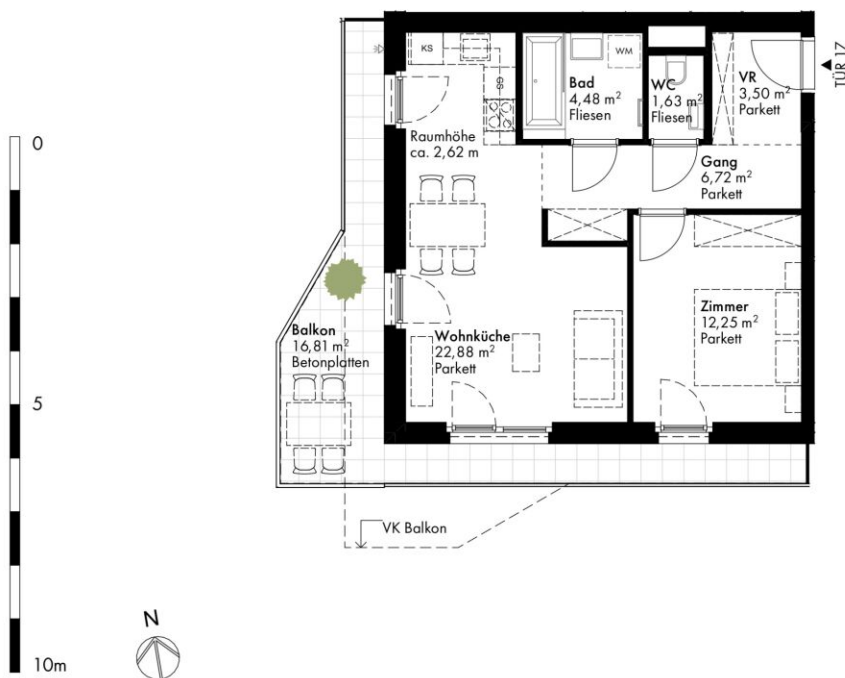 KS
GS
WM
Bad
4,48 m²
Fliesen
WC
1,63 m²
Fliesen
VR
3,50 m²
Parkett
TÜR 17
Raumhöhe
ca. 2,62 m
Gang
6,72 m²
Parkett
Zimmer
12,25 m²
Parkett
Balkon
16,81 m²
Betonplatten
Wohnküche
22,88 m²
Parkett
VK Balkon
0
5
10m
N